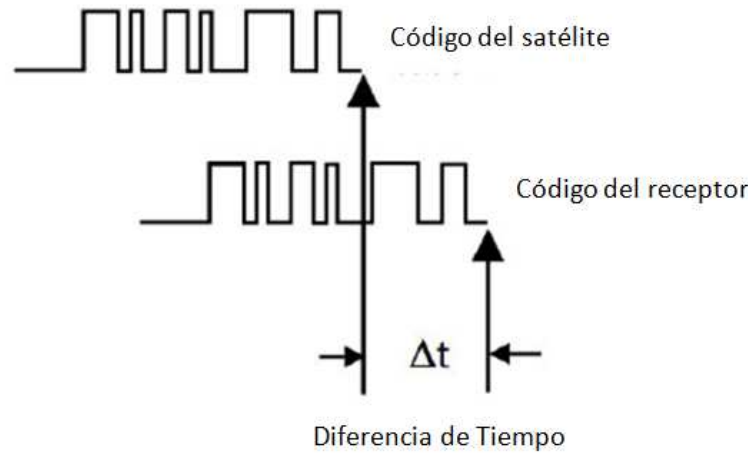 Código del satélite
Código del receptor
Δt
Diferencia de Tiempo